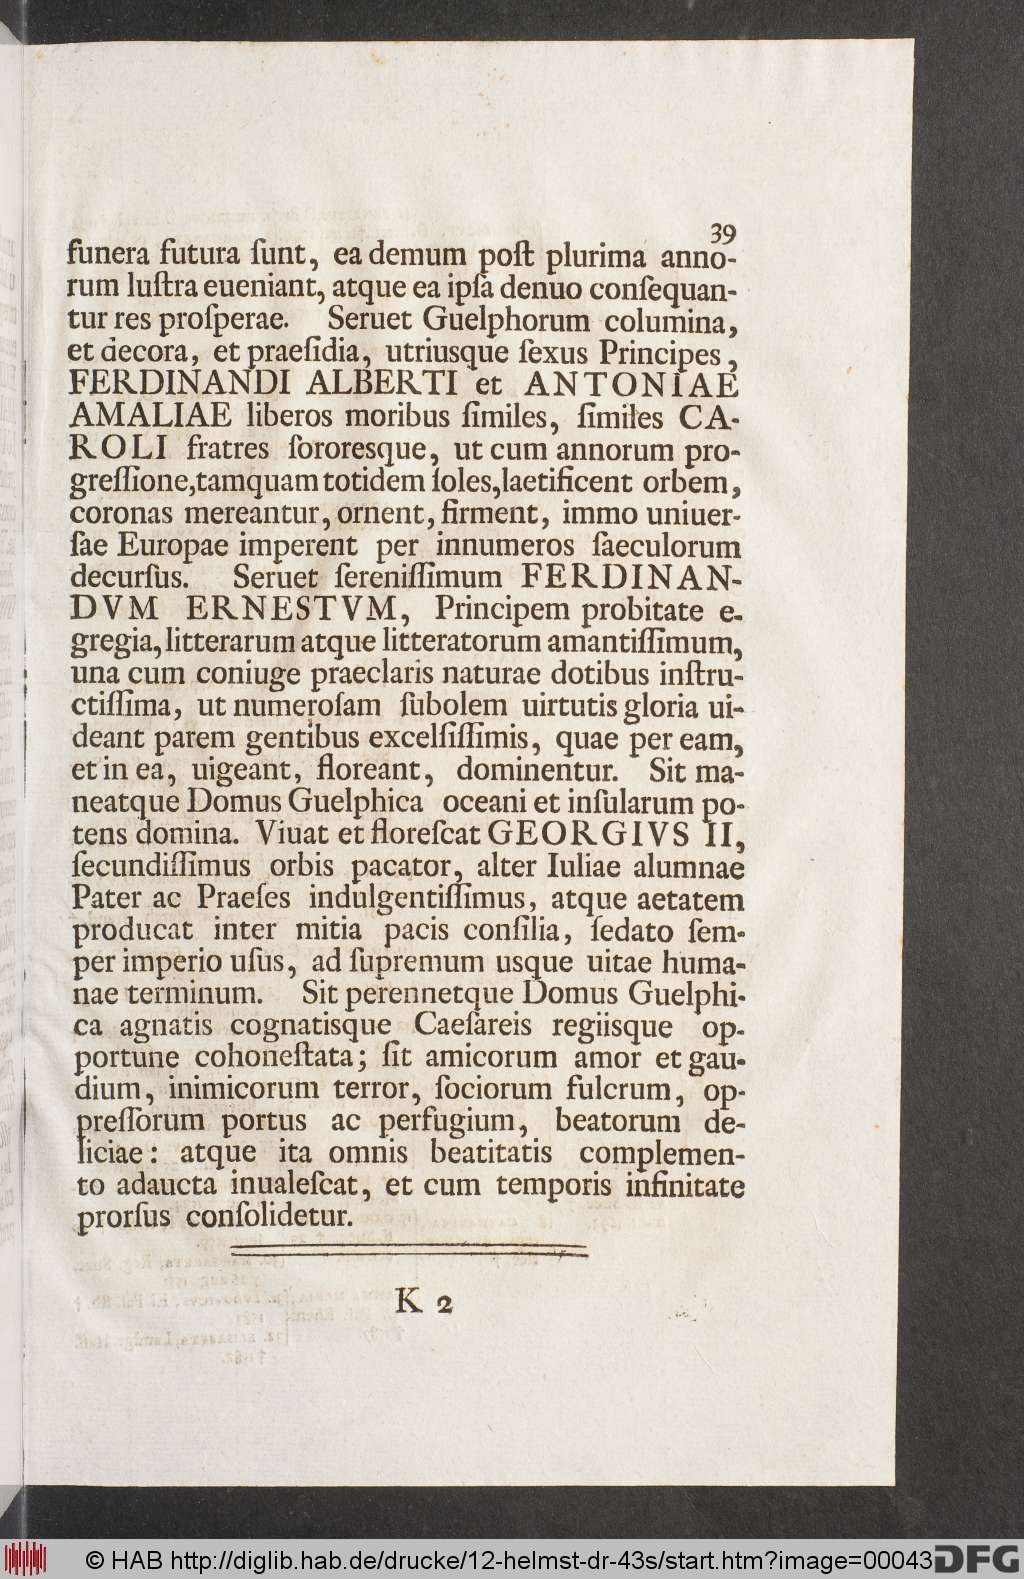 39
funera futura ſunt, ea demum poſt plurima anno-
rum luſtra eueniant, atque ea ipſa denuo conſequan-
tur res proſperae. Seruet Guelphorum columina,
et decora, et praeſidia, utriusque ſexus Principes,
FERDINANDI ALBERTI et ANTONIAE
AMALIAE liberos moribus ſimiles, ſimiles CA-
ROLI fratres ſororesque, ut cum annorum pro-
greſſione, tamquam totidem ſoles, laetificent orbem,
coronas mereantur, ornent, firment, immo uniuer-
ſae Europae imperent per innumeros ſaeculorum
decurſus. Seruet ſereniſſimum FERDINAN-
DVM ERNESTVM, Principem probitate e-
gregia, litterarum atque litteratorum amantiſſimum,
una cum coniuge praeclaris naturae dotibus inſtru-
ctiſſima, ut numeroſam ſubolem uirtutis gloria ui-
deant parem gentibus excelſiſſimis, quae per eam,
et in ea, uigeant, floreant, dominentur. Sit ma-
neatque Domus Guelphica oceani et inſularum po-
tens domina. Viuat et floreſcat GEORGIVS II,
ſecundiſſimus orbis pacator, alter Iuliae alumnae
Pater ac Praeſes indulgentiſſimus, atque aetatem
producat inter mitia pacis conſilia, ſedato ſem-
per imperio uſus, ad ſupremum usque uitae huma-
nae terminum. Sit perennetque Domus Guelphi-
ca agnatis cognatisque Caeſareis regiisque op-
portune cohoneſtata; ſit amicorum amor et gau-
dium, inimicorum terror, ſociorum fulcrum, op-
preſſorum portus ac perfugium, beatorum de-
liciae: atque ita omnis beatitatis complemen-
to adaucta inualeſcat, et cum temporis infinitate
prorſus conſolidetur.
K 2
© HAB http://diglib.hab.de/drucke/12-helmst-dr-43s/start.htm?image=00043
DFG